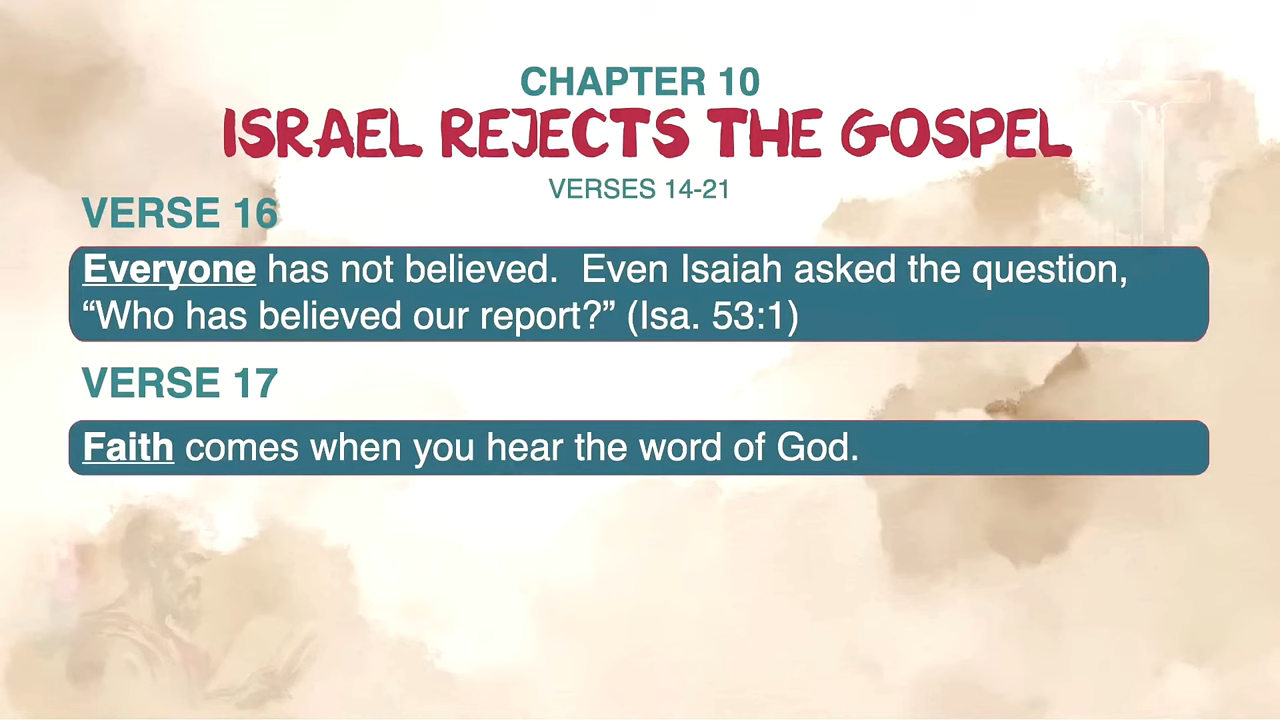 CHAPTER 10
ISRAEL REJECTS THE GOSPEL
VERSES 14-21
VERSE 16
Everyone has not believed.  Even Isaiah asked the question,
“Who has believed our report?” (Isa. 53:1)
VERSE 17
Faith comes when you hear the word of God.